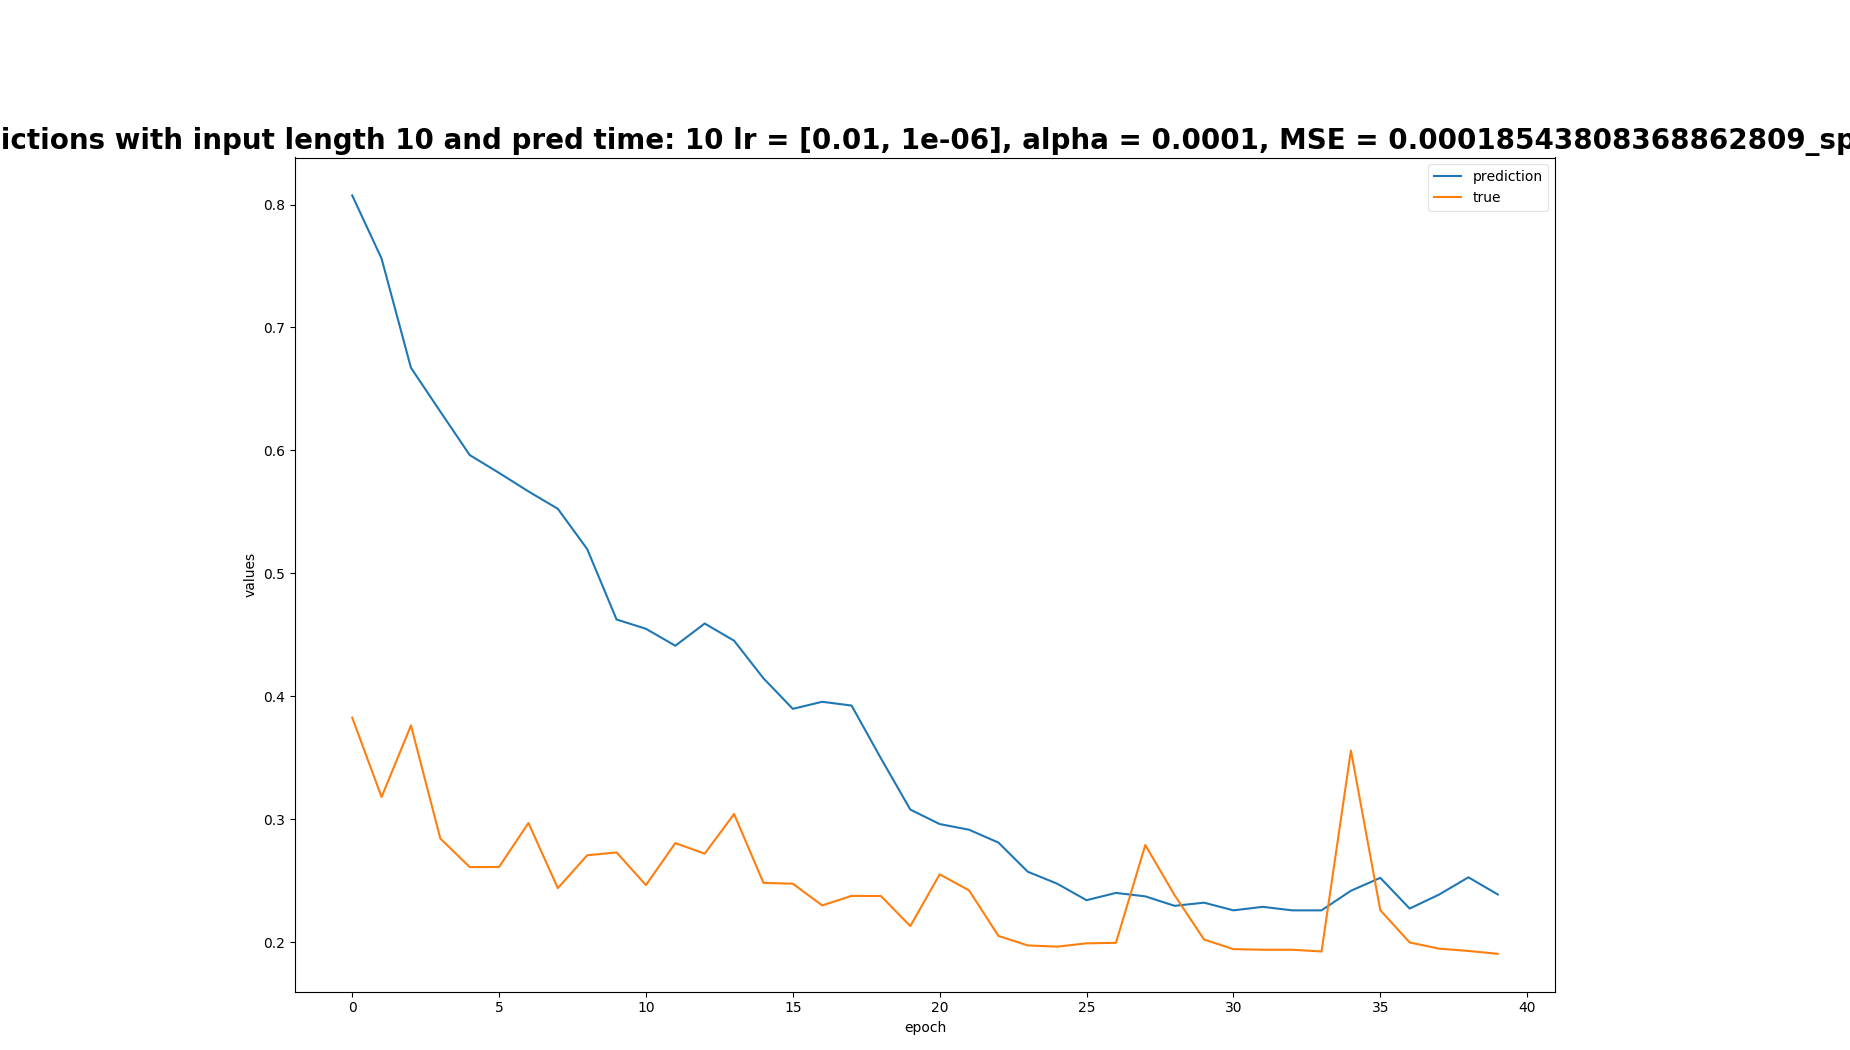 ictions with input length 10 and pred time: 10 lr = [0.01, 1e-06], alpha = 0.0001, MSE = 0.00018543808368862809_sp
prediction
true
0.8
0.7
0.6
0.5
0.4
0.3
0.2
values
0 5 10 15 20 25 30 35 40
epoch